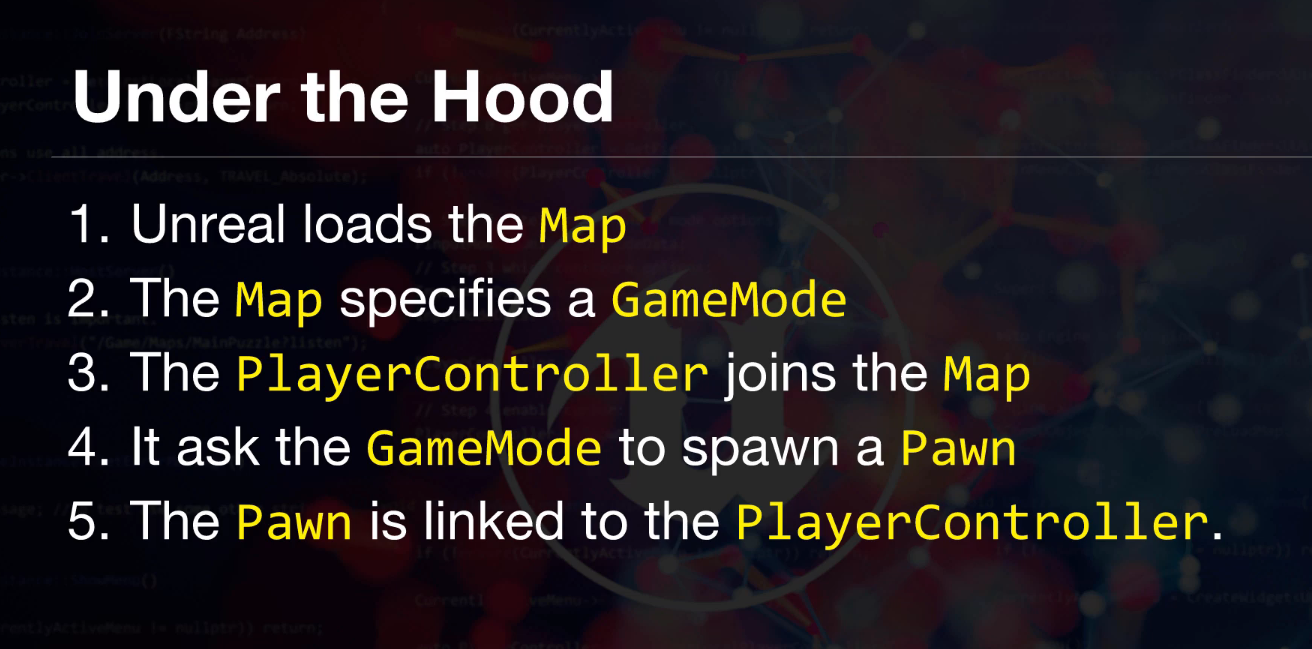 Under the Hood
1. Unreal loads the Map
2. The Map specifies a GameMode
3. The PlayerController joins the Map
4. It ask the GameMode to spawn a Pawn
5. The Pawn is linked to the PlayerController.